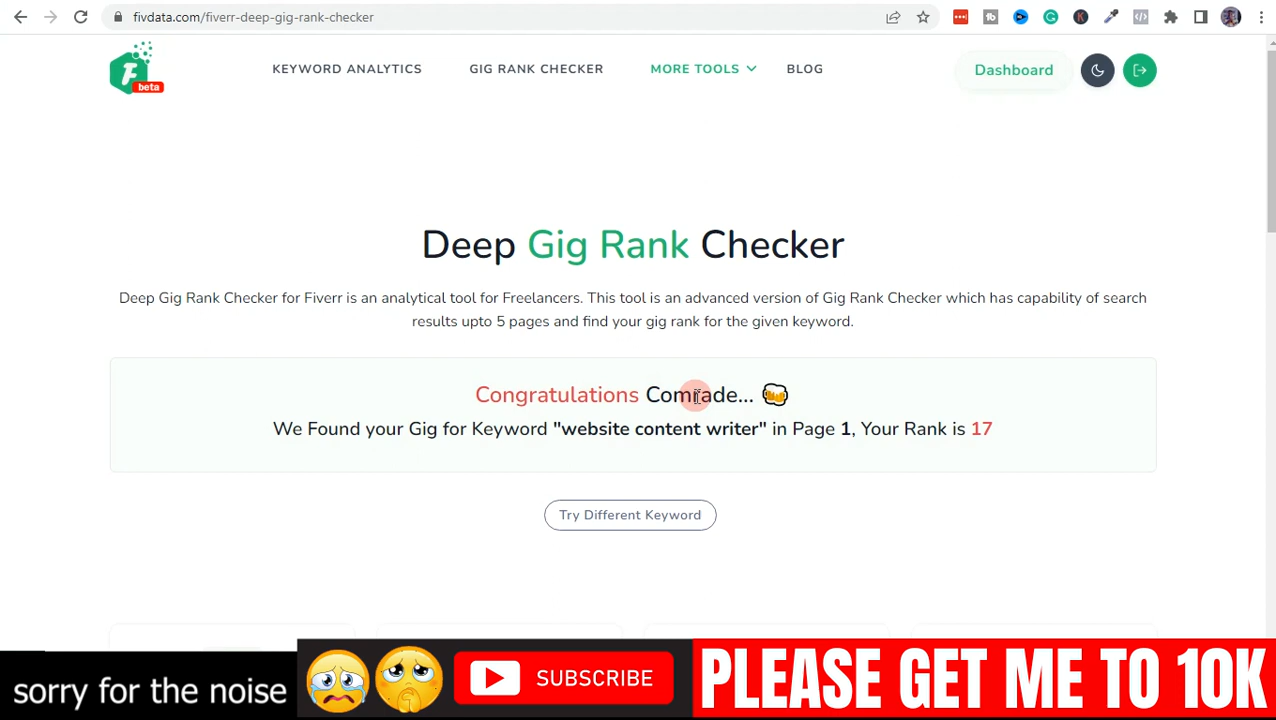 fivdata.com/fiverr-deep-gig-rank-checker
F
beta
KEYWORD ANALYTICS
GIG RANK CHECKER
MORE TOOLS
BLOG
Dashboard
Deep Gig Rank Checker
Deep Gig Rank Checker for Fiverr is an analytical tool for Freelancers. This tool is an advanced version of Gig Rank Checker which has capability of search
results upto 5 pages and find your gig rank for the given keyword.
Congratulations Comrade...
We Found your Gig for Keyword "website content writer" in Page 1, Your Rank is 17
Try Different Keyword
sorry for the noise
SUBSCRIBE
PLEASE GET ME TO 10K